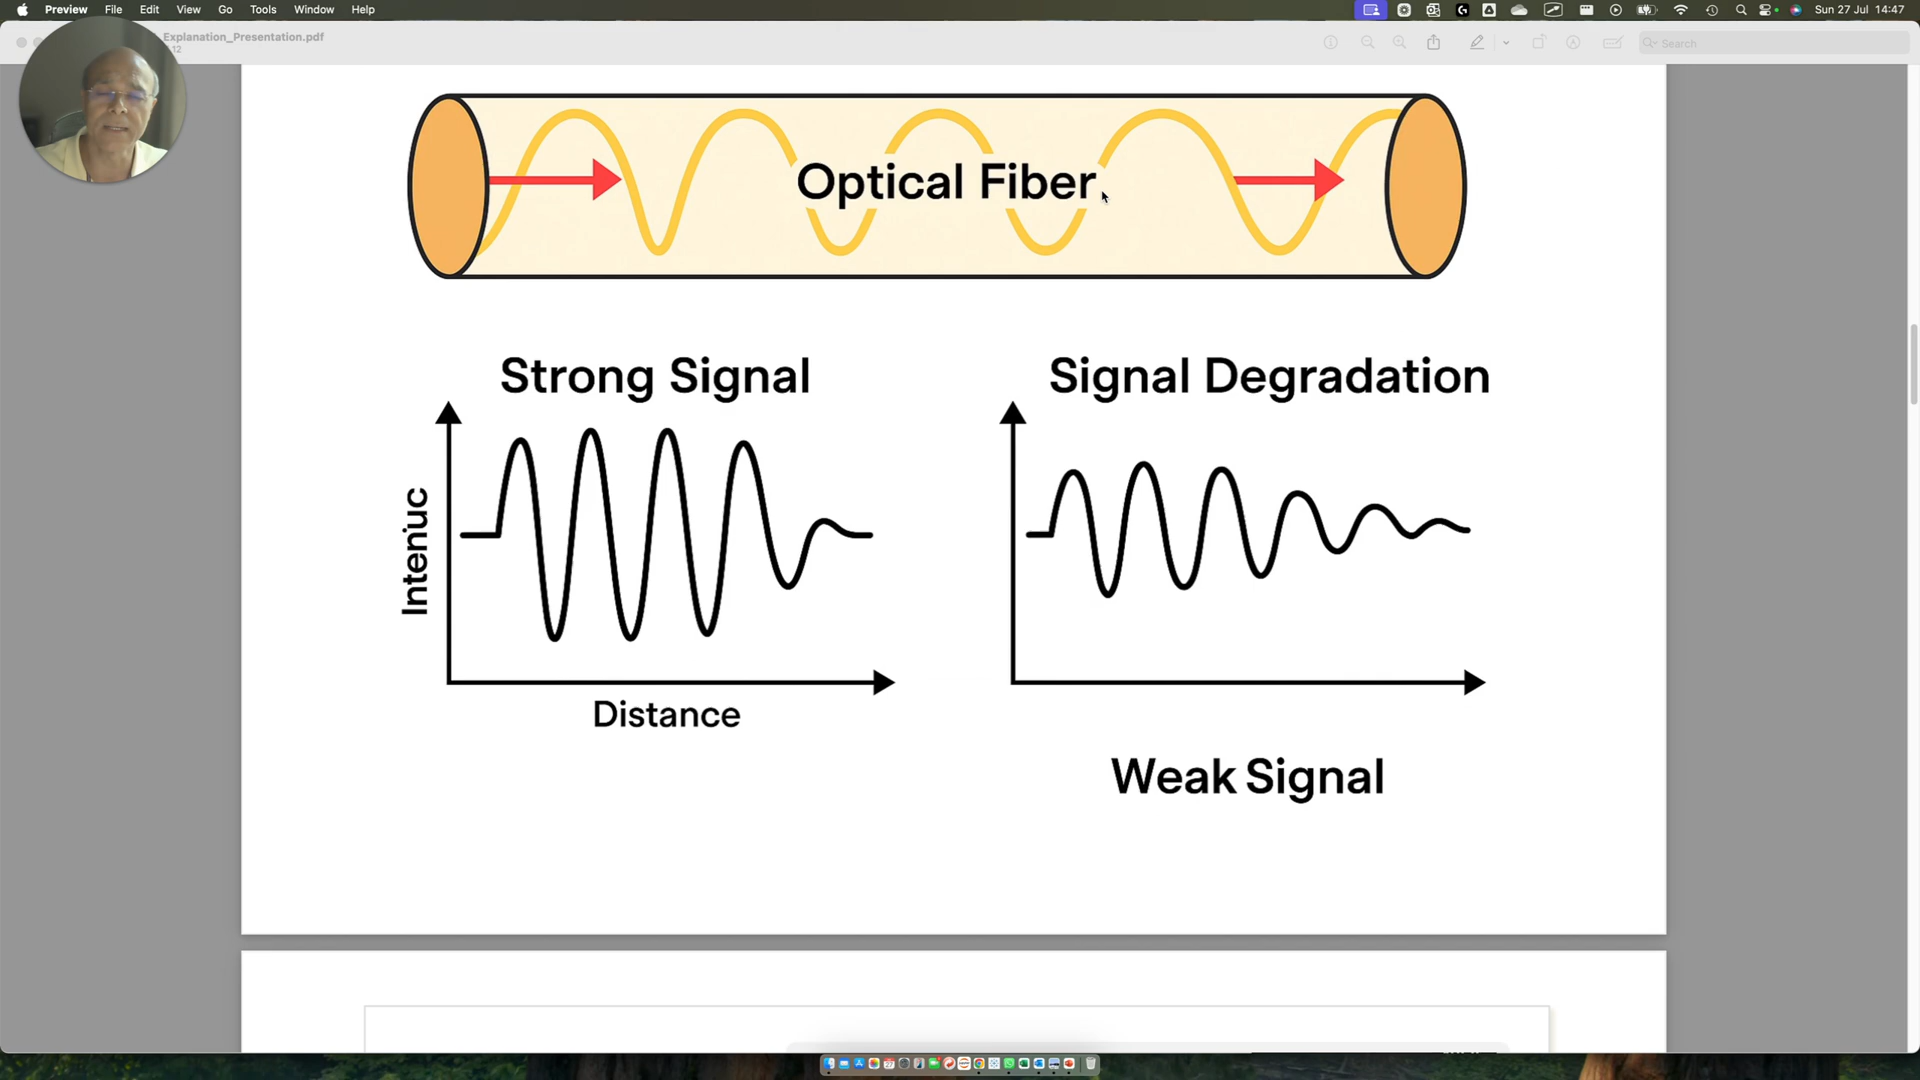 Preview File Edit View Go Tools Window Help
Sun 27 Jul 14:47
Explanation_Presentation.pdf
Search
Optical Fiber
Strong Signal
Signal Degradation
Inteniuc
Distance
Weak Signal